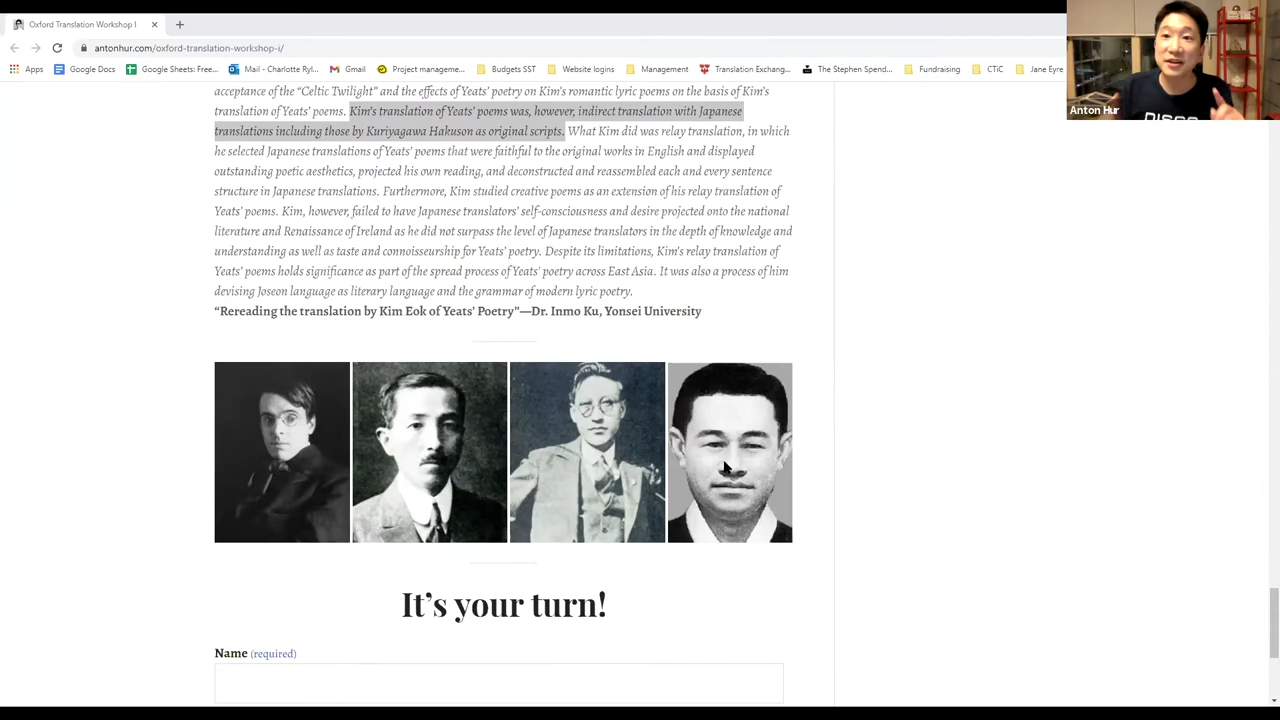 Oxford Translation Workshop I
antonhur.com/oxford-translation-workshop-i/
Apps Google Docs Google Sheets: Free... Mail - Charlotte Ryl... Gmail Project manageme... Budgets SST Website logins Management Translation Exchang... The Stephen Spend... Fundraising CTiC Jane Eyre
Anton Hur
acceptance of the “Celtic Twilight” and the effects of Yeats’ poetry on Kim’s romantic lyric poems on the basis of Kim’s
translation of Yeats’ poems. Kim’s translation of Yeats’ poems was, however, indirect translation with Japanese
translations including those by Kuriyagawa Hakuson as original scripts. What Kim did was relay translation, in which
he selected Japanese translations of Yeats’ poems that were faithful to the original works in English and displayed
outstanding poetic aesthetics, projected his own reading, and deconstructed and reassembled each and every sentence
structure in Japanese translations. Furthermore, Kim studied creative poems as an extension of his relay translation of
Yeats’ poems. Kim, however, failed to have Japanese translators’ self-consciousness and desire projected onto the national
literature and Renaissance of Ireland as he did not surpass the level of Japanese translators in the depth of knowledge and
understanding as well as taste and connoisseurship for Yeats’ poetry. Despite its limitations, Kim’s relay translation of
Yeats’ poems holds significance as part of the spread process of Yeats’ poetry across East Asia. It was also a process of him
devising Joseon language as literary language and the grammar of modern lyric poetry.
“Rereading the translation by Kim Eok of Yeats’ Poetry”—Dr. Inmo Ku, Yonsei University
It’s your turn!
Name (required)